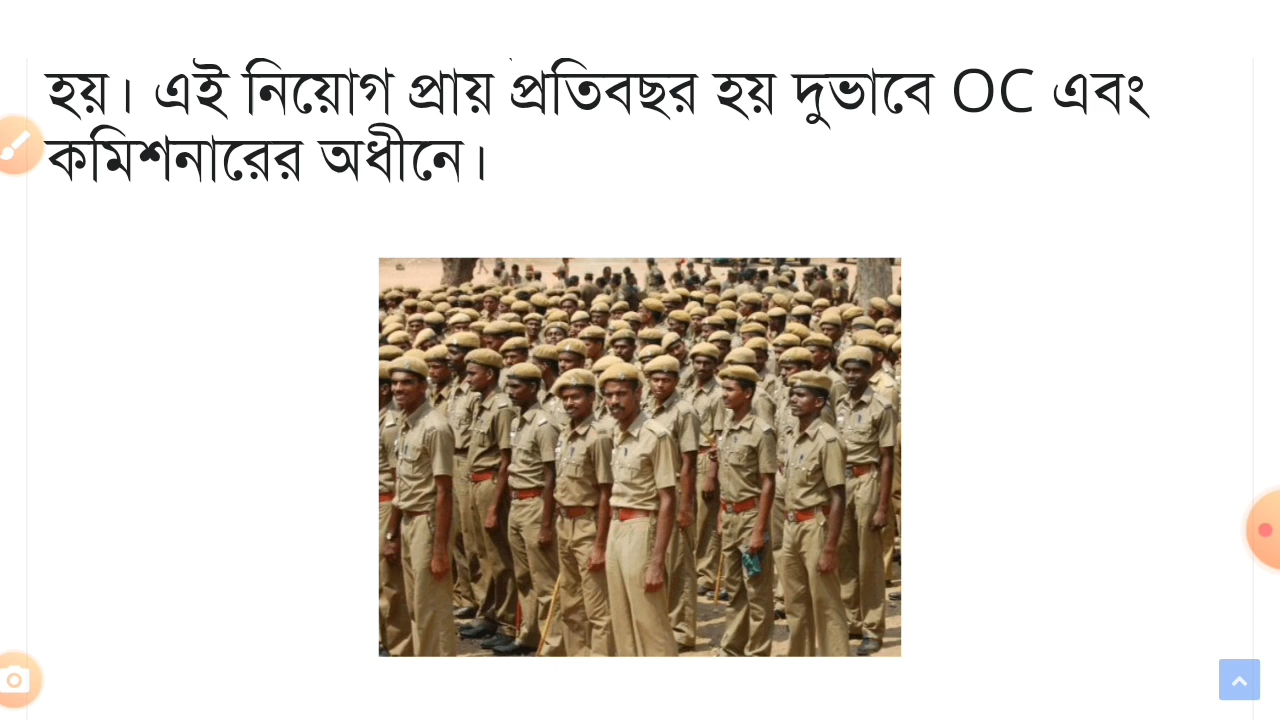 হয়। এই নিয়োগ প্রায় প্রতিবছর হয় দুভাবে OC এবং
কমিশনারের অধীনে।